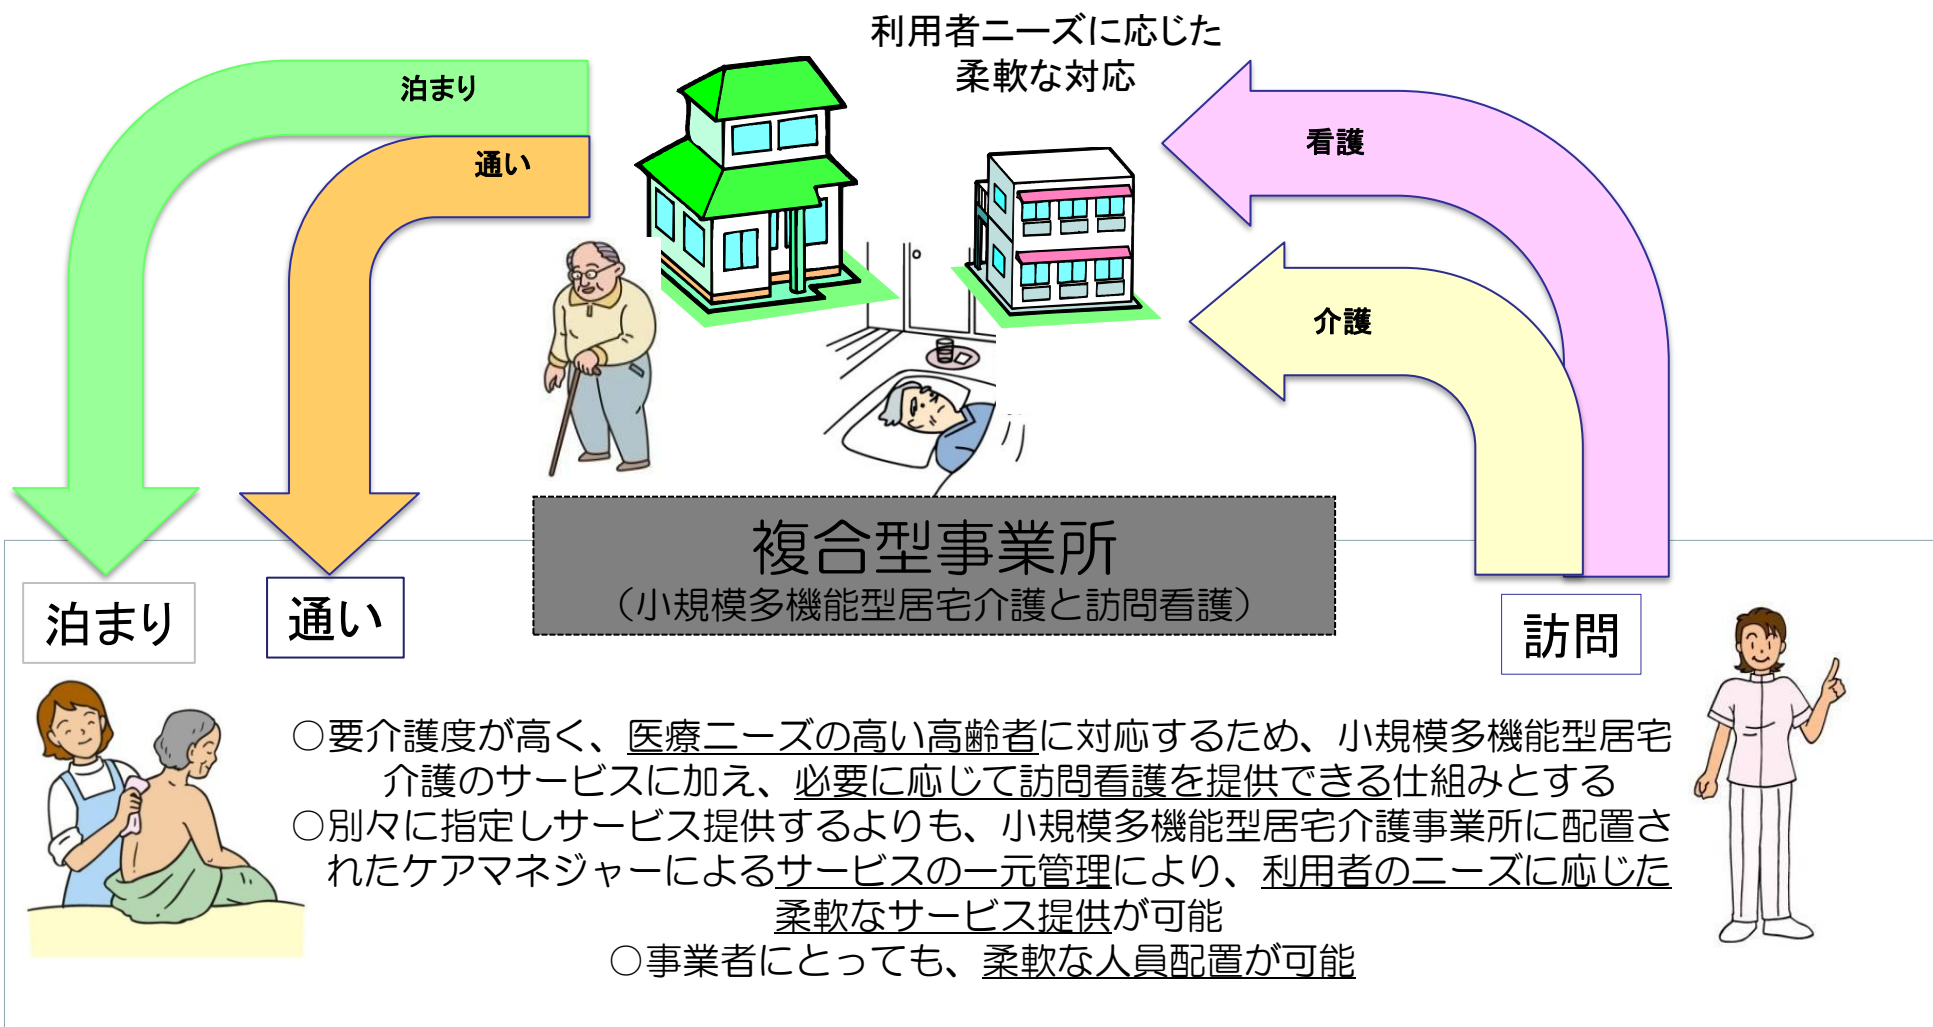 利用者ニーズに応じた
柔軟な対応
泊まり
通い
看護
介護
複合型事業所
（小規模多機能型居宅介護と訪問看護）
泊まり
通い
訪問
○要介護度が高く、医療ニーズの高い高齢者に対応するため、小規模多機能型居宅
介護のサービスに加え、必要に応じて訪問看護を提供できる仕組みとする
○別々に指定しサービス提供するよりも、小規模多機能型居宅介護事業所に配置さ
れたケアマネジャーによるサービスの一元管理により、利用者のニーズに応じた
柔軟なサービス提供が可能
○事業者にとっても、柔軟な人員配置が可能